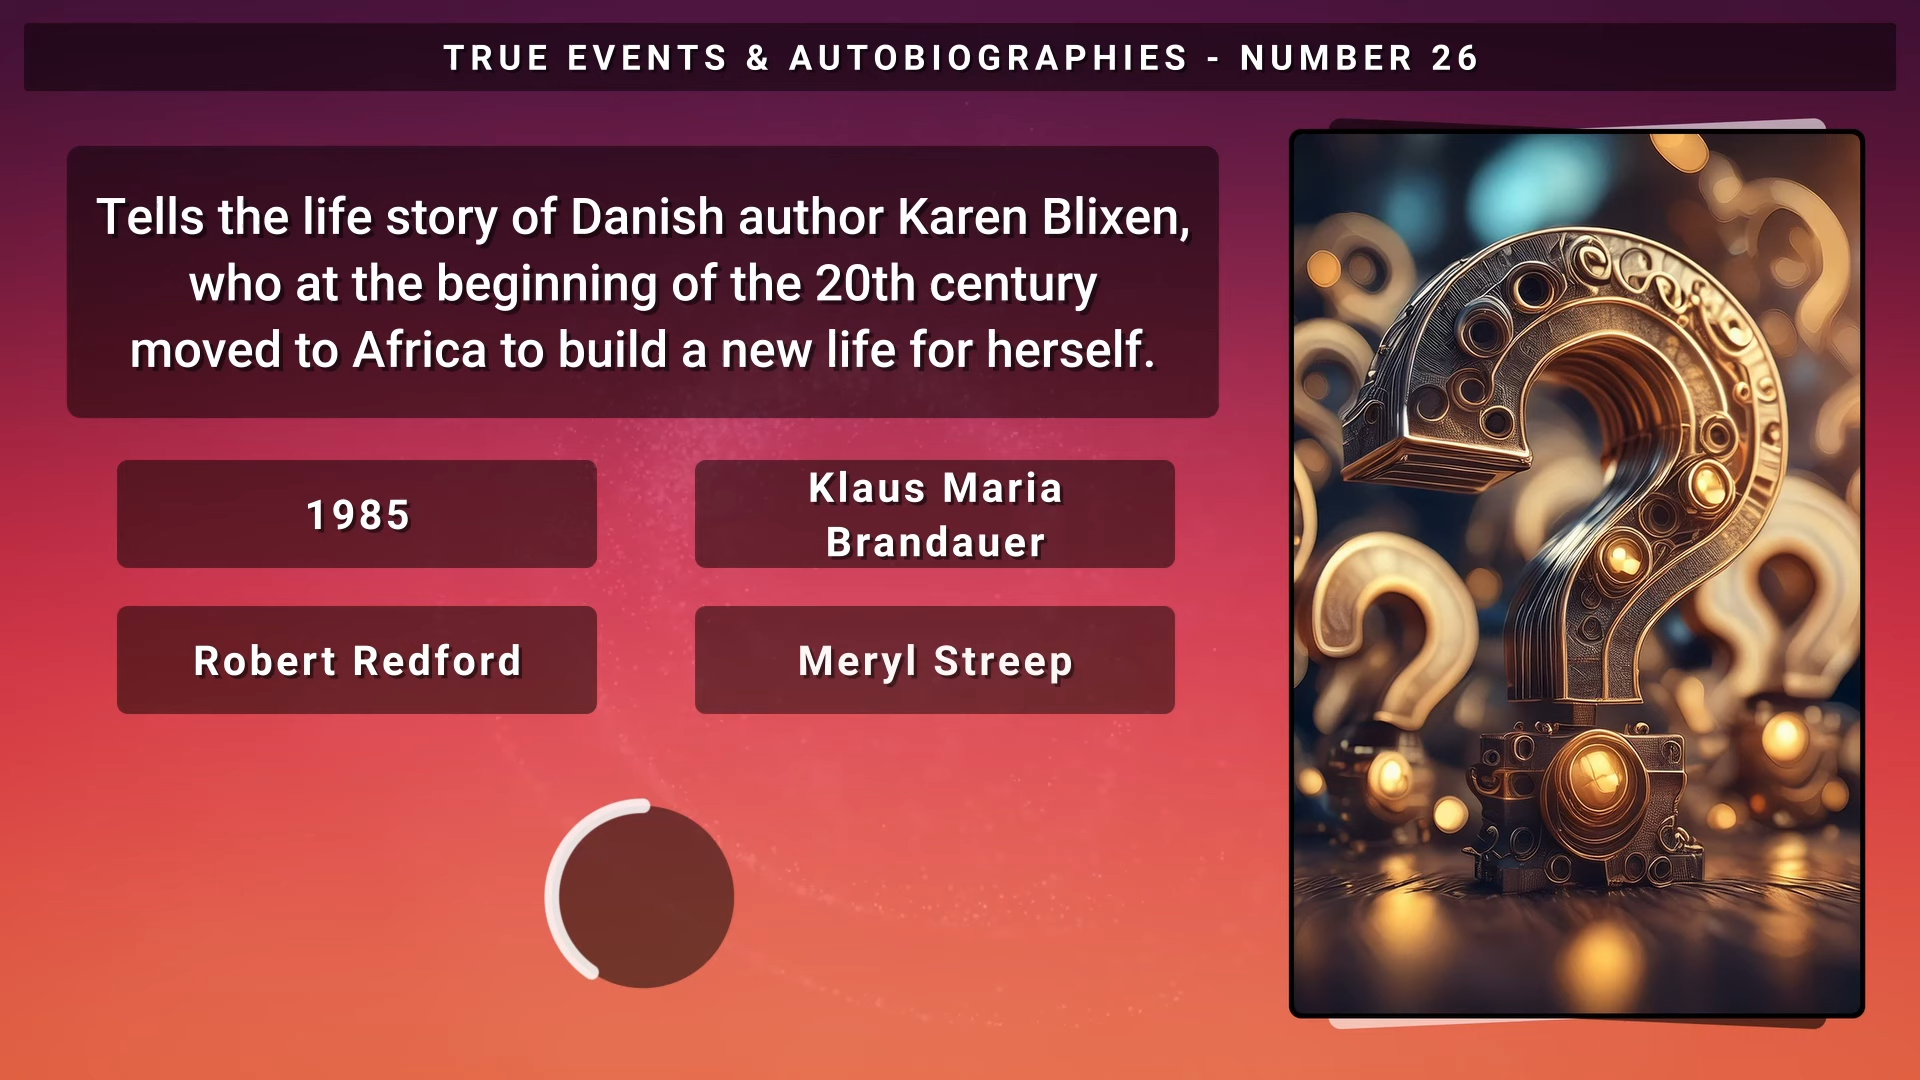 TRUE EVENTS & AUTOBIOGRAPHIES - NUMBER 26
Tells the life story of Danish author Karen Blixen,
who at the beginning of the 20th century
moved to Africa to build a new life for herself.
1985
Klaus Maria
Brandauer
Robert Redford
Meryl Streep